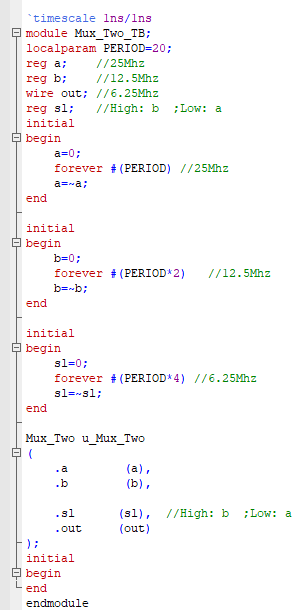 `timescale 1ns/1ns
module Mux_Two_TB;
localparam PERIOD=20;
reg a;    //25Mhz
reg b;    //12.5Mhz
wire out; //6.25Mhz
reg sl;   //High: b  ;Low: a
initial
begin
    a=0;
    forever #(PERIOD) //25Mhz
    a=~a;
end

initial
begin
    b=0;
    forever #(PERIOD*2)   //12.5Mhz
    b=~b;
end

initial
begin
    sl=0;
    forever #(PERIOD*4) //6.25Mhz
    sl=~sl;
end

Mux_Two u_Mux_Two
(
    .a        (a),
    .b        (b),

    .sl      (sl),  //High: b  ;Low: a
    .out     (out)
);
initial
begin
end
endmodule